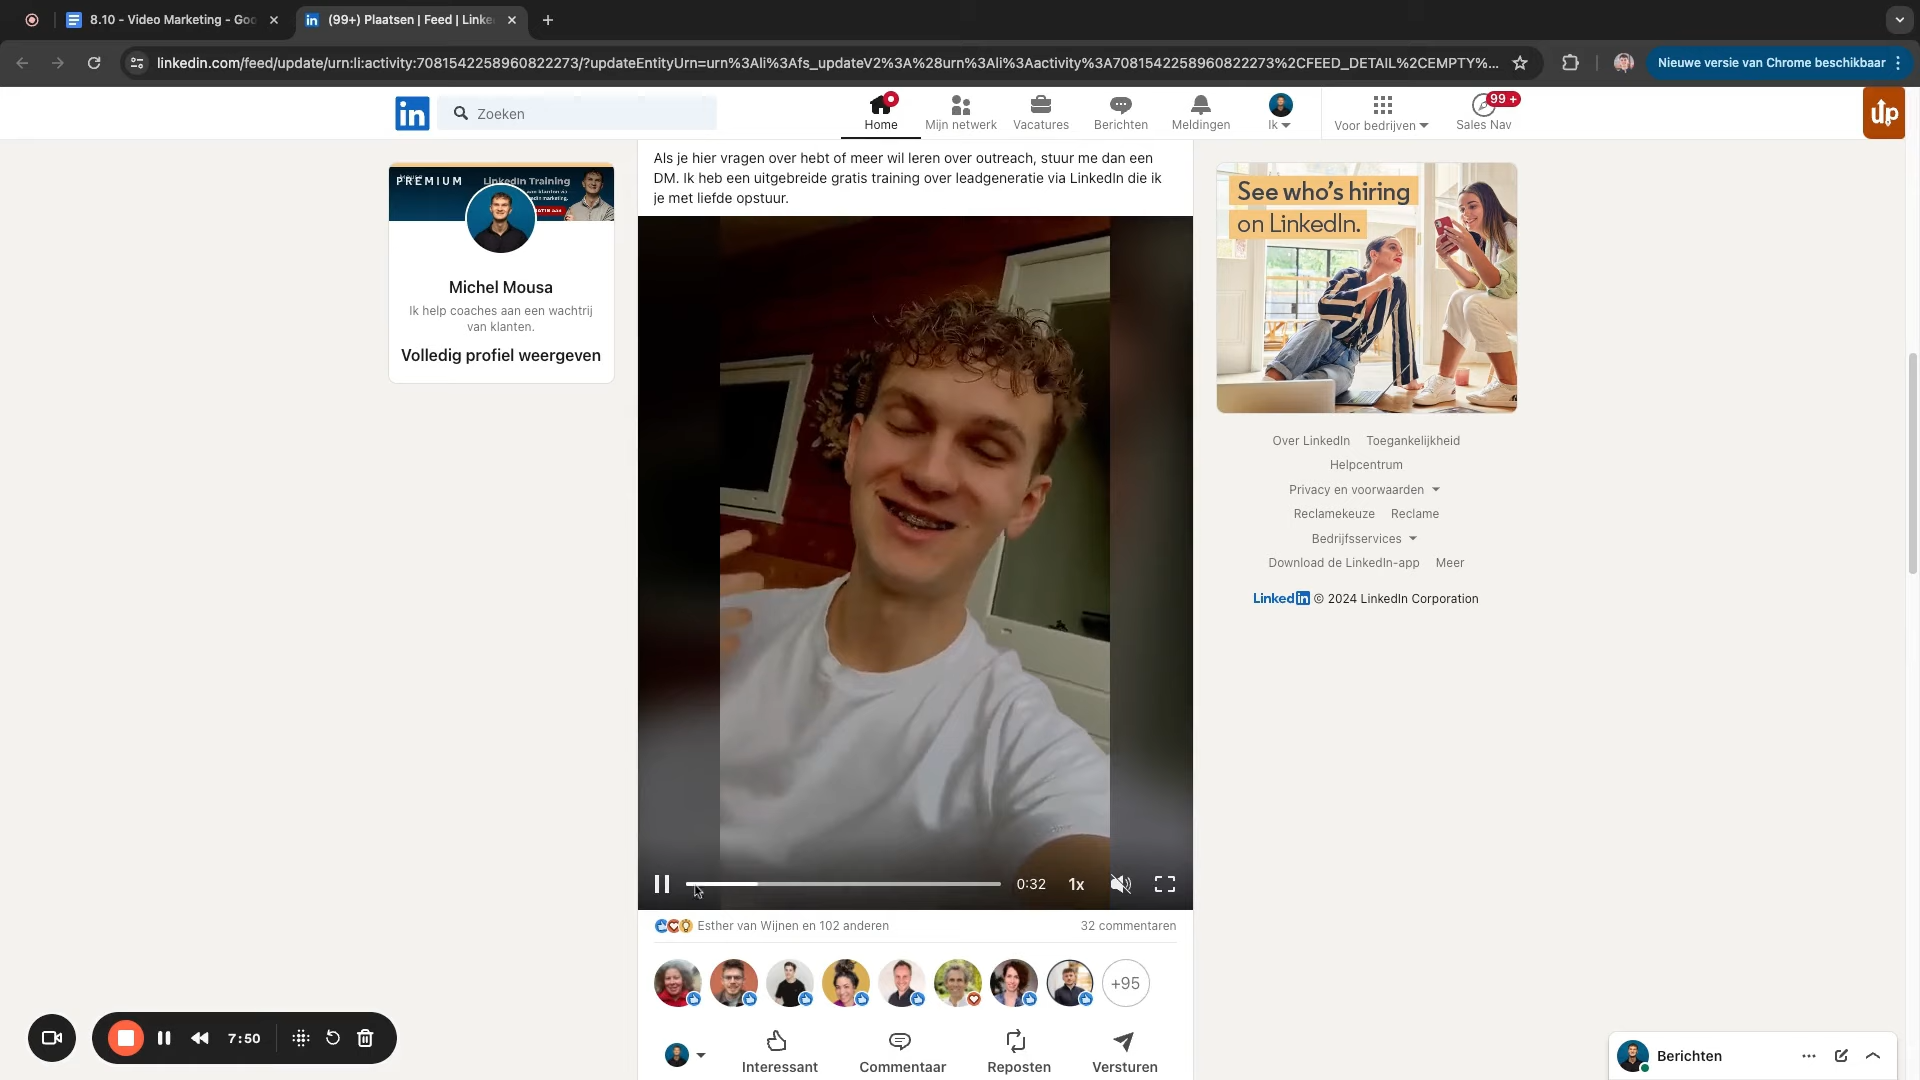 8.10 - Video Marketing - Goo
(99+) Plaatsen | Feed | Linke
linkedin.com/feed/update/urn:li:activity:7081542258960822273/?updateEntityUrn=urn%3Ali%3Afs_updateV2%3A%28urn%3Ali%3Aactivity%3A7081542258960822273%2CFEED_DETAIL%2CEMPTY%...
Nieuwe versie van Chrome beschikbaar
in
Zoeken
Home
Mijn netwerk
Vacatures
Berichten
Meldingen
Ik
Voor bedrijven
99 +
Sales Nav
up
PREMIUM
LinkedIn Training
Michel Mousa
Ik help coaches aan een wachtrij
van klanten.
Volledig profiel weergeven
Als je hier vragen over hebt of meer wil leren over outreach, stuur me dan een
DM. Ik heb een uitgebreide gratis training over leadgeneratie via LinkedIn die ik
je met liefde opstuur.
0:32
1x
Esther van Wijnen en 102 anderen
32 commentaren
+95
Interessant
Commentaar
Reposten
Versturen
See who's hiring
on LinkedIn.
Over LinkedIn
Toegankelijkheid
Helpcentrum
Privacy en voorwaarden
Reclamekeuze
Reclame
Bedrijfsservices
Download de LinkedIn-app
Meer
LinkedIn © 2024 LinkedIn Corporation
7:50
Berichten